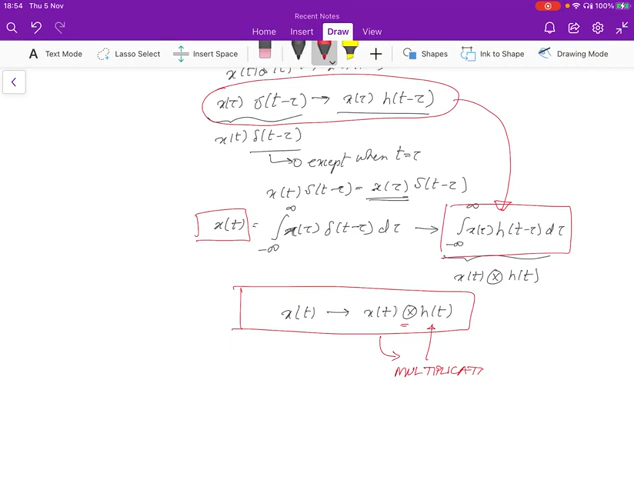 18:54 Thu 5 Nov
100%
Recent Notes
Home Insert Draw View
Text Mode Lasso Select Insert Space Shapes Ink to Shape Drawing Mode
x(τ) δ(t-τ) → x(τ) h(t-τ)
x(t) δ(t-τ)
↳ 0 except when t=τ
x(t) δ(t-τ) = x(τ) δ(t-τ)
x(t) = ∫_{-∞}^{∞} x(τ) δ(t-τ) dτ → ∫_{-∞}^{∞} x(τ) h(t-τ) dτ
x(t) ⊗ h(t)
x(t) → x(t) ⊗ h(t)
MULTIPLICATI